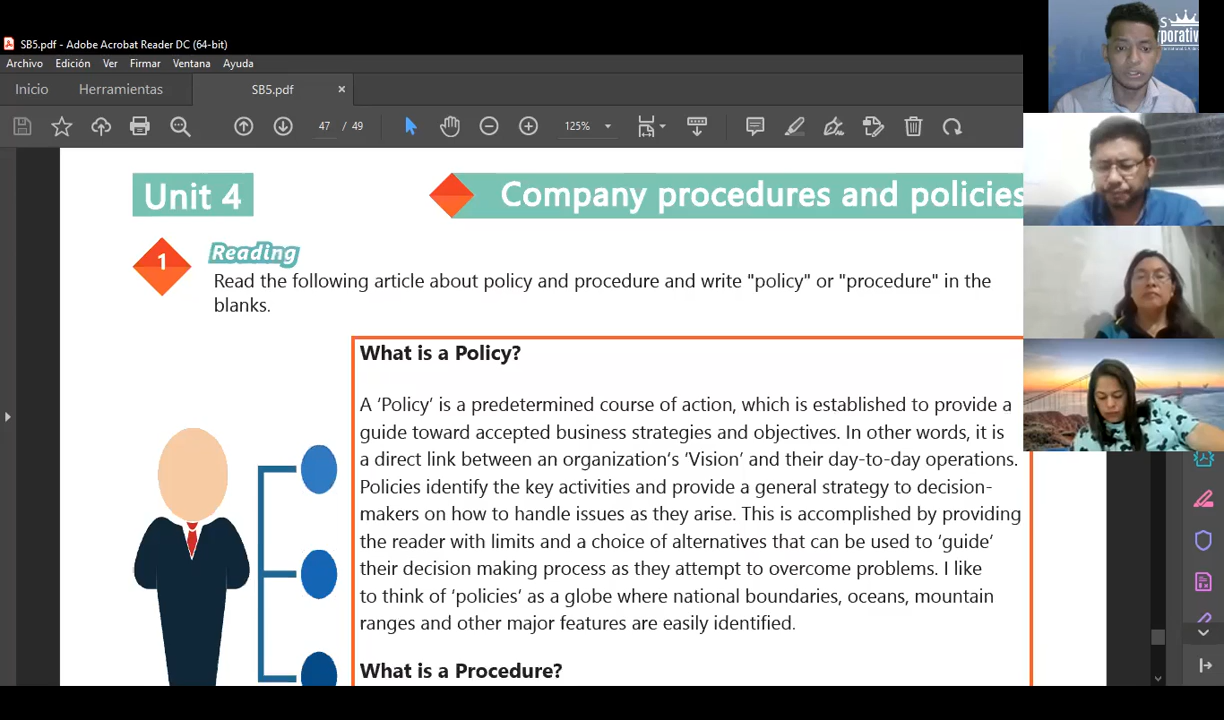 SB5.pdf - Adobe Acrobat Reader DC (64-bit)
Archivo Edición Ver Firmar Ventana Ayuda
Inicio Herramientas SB5.pdf ×
47 / 49 125%
Unit 4
Company procedures and policies
1
Reading
Read the following article about policy and procedure and write "policy" or "procedure" in the
blanks.
What is a Policy?
A ‘Policy’ is a predetermined course of action, which is established to provide a
guide toward accepted business strategies and objectives. In other words, it is
a direct link between an organization‘s ‘Vision’ and their day-to-day operations.
Policies identify the key activities and provide a general strategy to decision-
makers on how to handle issues as they arise. This is accomplished by providing
the reader with limits and a choice of alternatives that can be used to ‘guide‘
their decision making process as they attempt to overcome problems. I like
to think of ‘policies’ as a globe where national boundaries, oceans, mountain
ranges and other major features are easily identified.
What is a Procedure?